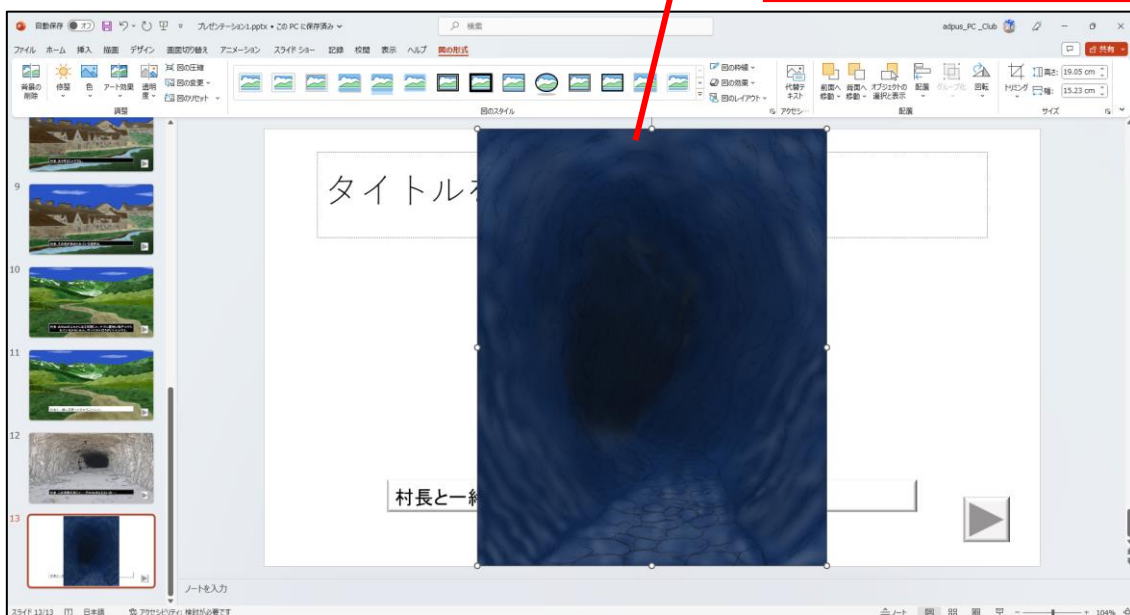 自動保存 オフ
プレゼンテーション1.pptx • この PC に保存済み
検索
adpus_PC_Club
ファイル ホーム 挿入 描画 デザイン 画面切り替え アニメーション スライド ショー 記録 校閲 表示 ヘルプ 図の形式
共有
背景の削除
修整
色
アート効果
透明度
図の圧縮
図の変更
図のリセット
調整
図のスタイル
図の枠線
図の効果
図のレイアウト
代替テキスト
アクセシ…
前面へ移動
背面へ移動
オブジェクトの選択と表示
配置
グループ化
回転
配置
トリミング
高さ: 19.05 cm
幅: 15.23 cm
サイズ
9
10
11
12
13
タイトル
村長と一
ノートを入力
スライド 13/13 日本語 アクセシビリティ: 検討が必要です
ノート
104%